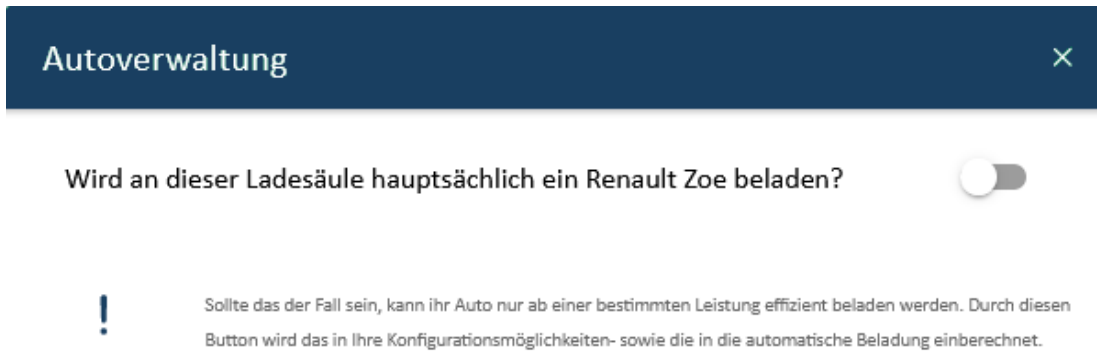 Autoverwaltung
Wird an dieser Ladesäule hauptsächlich ein Renault Zoe beladen?
Sollte das der Fall sein, kann ihr Auto nur ab einer bestimmten Leistung effizient beladen werden. Durch diesen
Button wird das in Ihre Konfigurationsmöglichkeiten- sowie die in die automatische Beladung einberechnet.